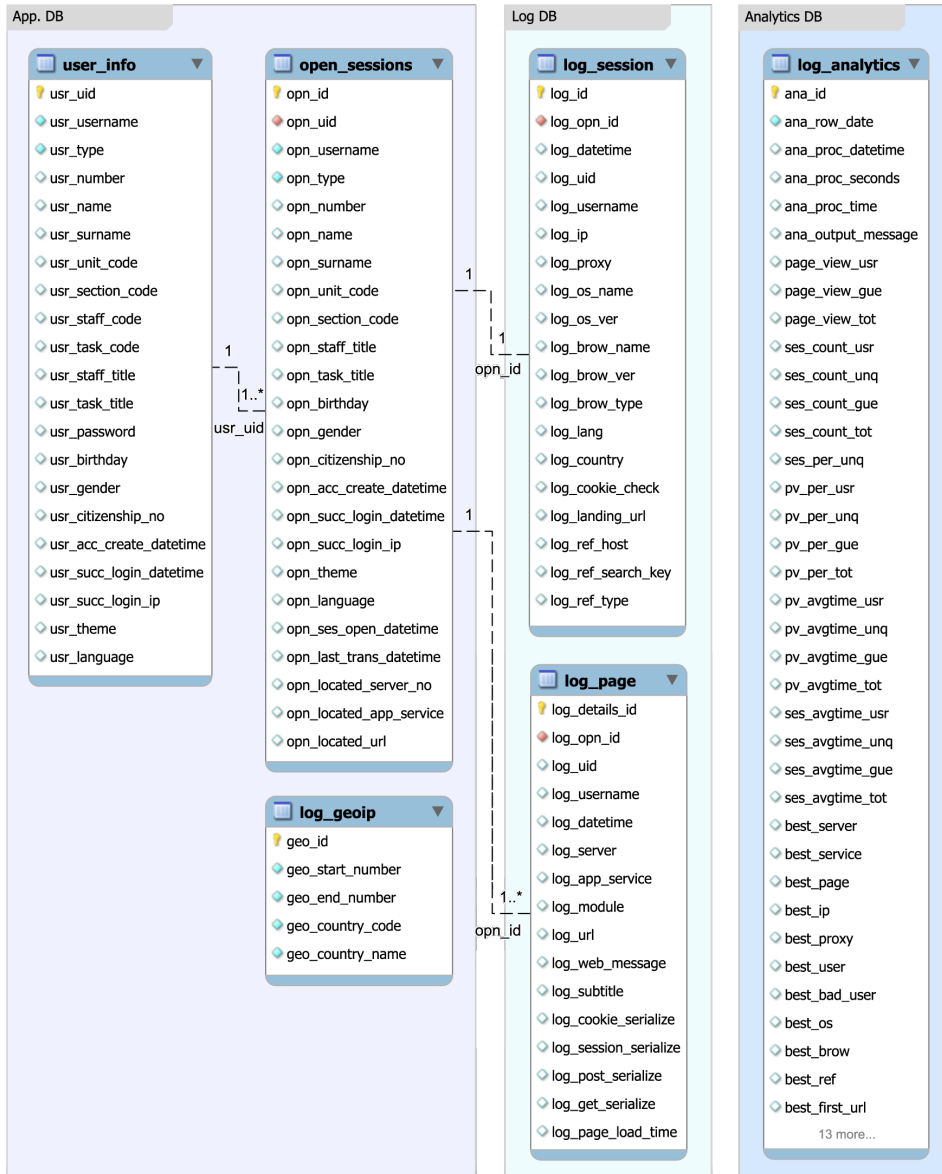 App. DB
user_info
usr_uid
usr_username
usr_type
usr_number
usr_name
usr_surname
usr_unit_code
usr_section_code
usr_staff_code
usr_task_code
usr_staff_title
usr_task_title
usr_password
usr_birthday
usr_gender
usr_citizenship_no
usr_acc_create_datetime
usr_succ_login_datetime
usr_succ_login_ip
usr_theme
usr_language
1
1..*
usr_uid
open_sessions
opn_id
opn_uid
opn_username
opn_type
opn_number
opn_name
opn_surname
opn_unit_code
opn_section_code
opn_staff_title
opn_task_title
opn_birthday
opn_gender
opn_citizenship_no
opn_acc_create_datetime
opn_succ_login_datetime
opn_succ_login_ip
opn_theme
opn_language
opn_ses_open_datetime
opn_last_trans_datetime
opn_located_server_no
opn_located_app_service
opn_located_url
log_geoip
geo_id
geo_start_number
geo_end_number
geo_country_code
geo_country_name
1
1
opn_id
1
1..*
opn_id
Log DB
log_session
log_id
log_opn_id
log_datetime
log_uid
log_username
log_ip
log_proxy
log_os_name
log_os_ver
log_brow_name
log_brow_ver
log_brow_type
log_lang
log_country
log_cookie_check
log_landing_url
log_ref_host
log_ref_search_key
log_ref_type
log_page
log_details_id
log_opn_id
log_uid
log_username
log_datetime
log_server
log_app_service
log_module
log_url
log_web_message
log_subtitle
log_cookie_serialize
log_session_serialize
log_post_serialize
log_get_serialize
log_page_load_time
Analytics DB
log_analytics
ana_id
ana_row_date
ana_proc_datetime
ana_proc_seconds
ana_proc_time
ana_output_message
page_view_usr
page_view_gue
page_view_tot
ses_count_usr
ses_count_unq
ses_count_gue
ses_count_tot
ses_per_unq
pv_per_usr
pv_per_unq
pv_per_gue
pv_per_tot
pv_avgtime_usr
pv_avgtime_unq
pv_avgtime_gue
pv_avgtime_tot
ses_avgtime_usr
ses_avgtime_unq
ses_avgtime_gue
ses_avgtime_tot
best_server
best_service
best_page
best_ip
best_proxy
best_user
best_bad_user
best_os
best_brow
best_ref
best_first_url
13 more...